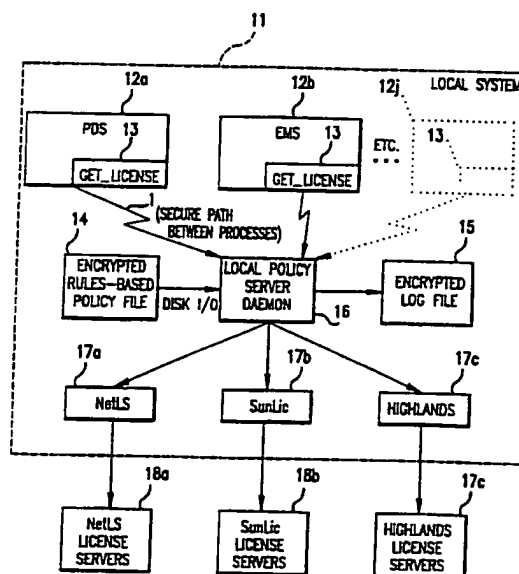 11
12a
12b
12j
LOCAL SYSTEM
PDS
13
GET_LICENSE
EMS
13
GET_LICENSE
ETC.
13
1
(SECURE PATH
BETWEEN PROCESSES)
14
15
ENCRYPTED
RULES-BASED
POLICY FILE
DISK I/O
LOCAL POLICY
SERVER
DAEMON
16
ENCRYPTED
LOG FILE
17a
17b
17c
NetLS
SunLic
HIGHLANDS
18a
18b
17c
NetLS
LICENSE
SERVERS
SunLic
LICENSE
SERVERS
HIGHLANDS
LICENSE
SERVERS